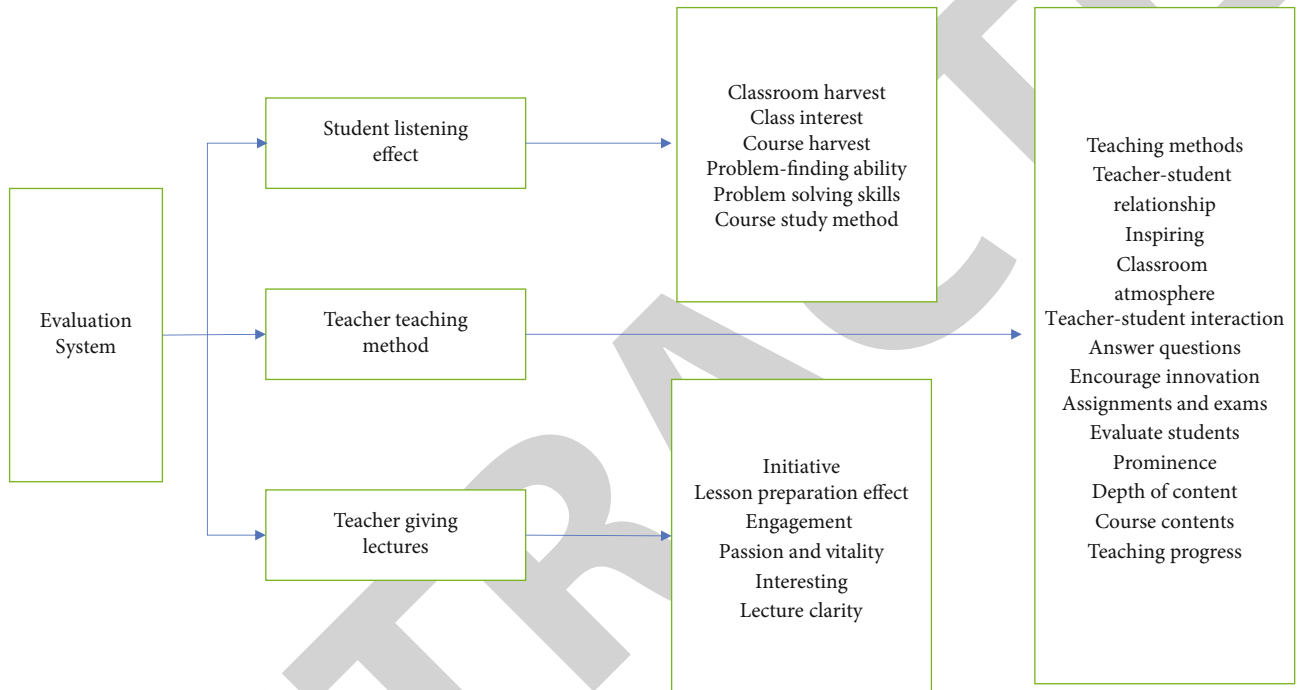 Evaluation
System
Student listening
effect
Teacher teaching
method
Teacher giving
lectures
Classroom harvest
Class interest
Course harvest
Problem-finding ability
Problem solving skills
Course study method
Initiative
Lesson preparation effect
Engagement
Passion and vitality
Interesting
Lecture clarity
Teaching methods
Teacher-student
relationship
Inspiring
Classroom
atmosphere
Teacher-student interaction
Answer questions
Encourage innovation
Assignments and exams
Evaluate students
Prominence
Depth of content
Course contents
Teaching progress
TRACT